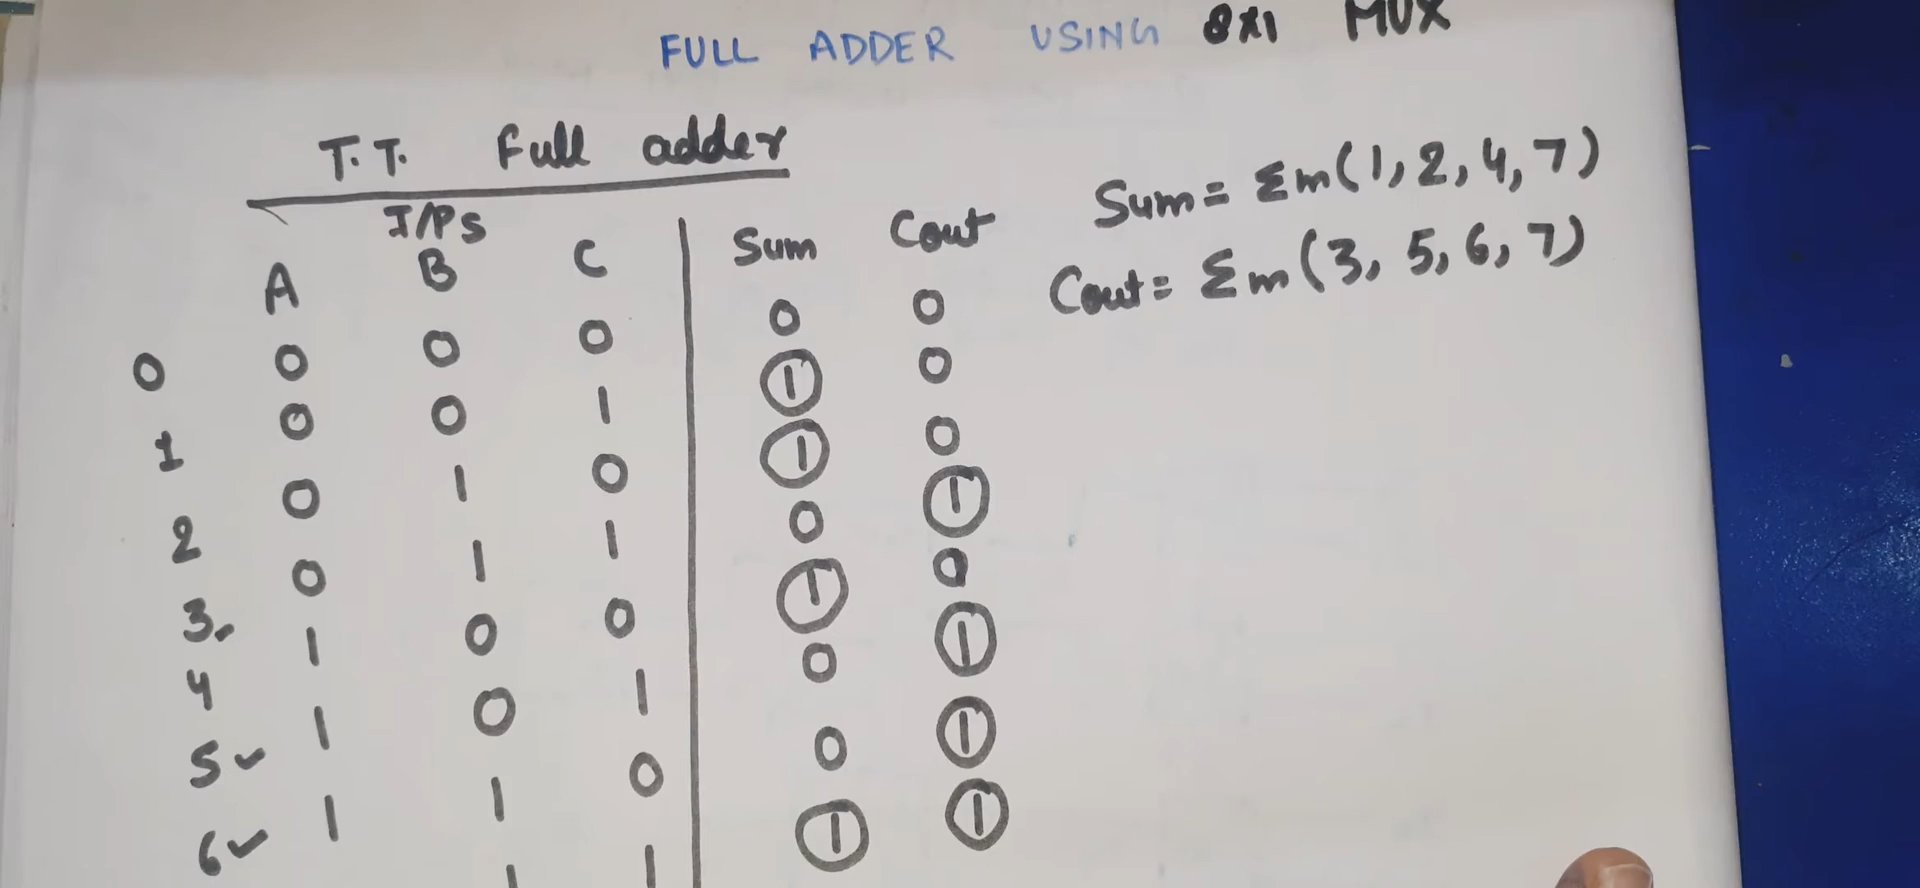 FULL ADDER USING 8X1 MUX
T.T. Full adder
I/PS
A B C Sum Cout
0 0 0 0 0 0
1 0 0 1 1 0
2 0 1 0 1 0
3. 0 1 1 0 1
4 1 0 0 1 0
5✓ 1 0 1 0 1
6✓ 1 1 0 0 1
1 1 1 1
Sum= Σm(1,2,4,7)
Cout= Σm(3, 5,6,7)